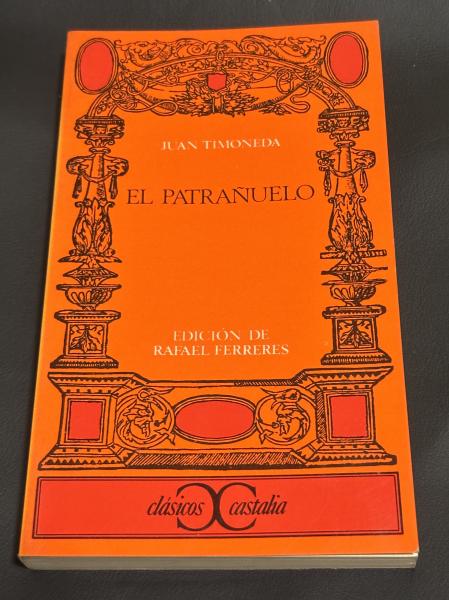 JUAN TIMONEDA
EL PATRAÑUELO
EDICIÓN DE
RAFAEL FERRERES
clásicos castalia